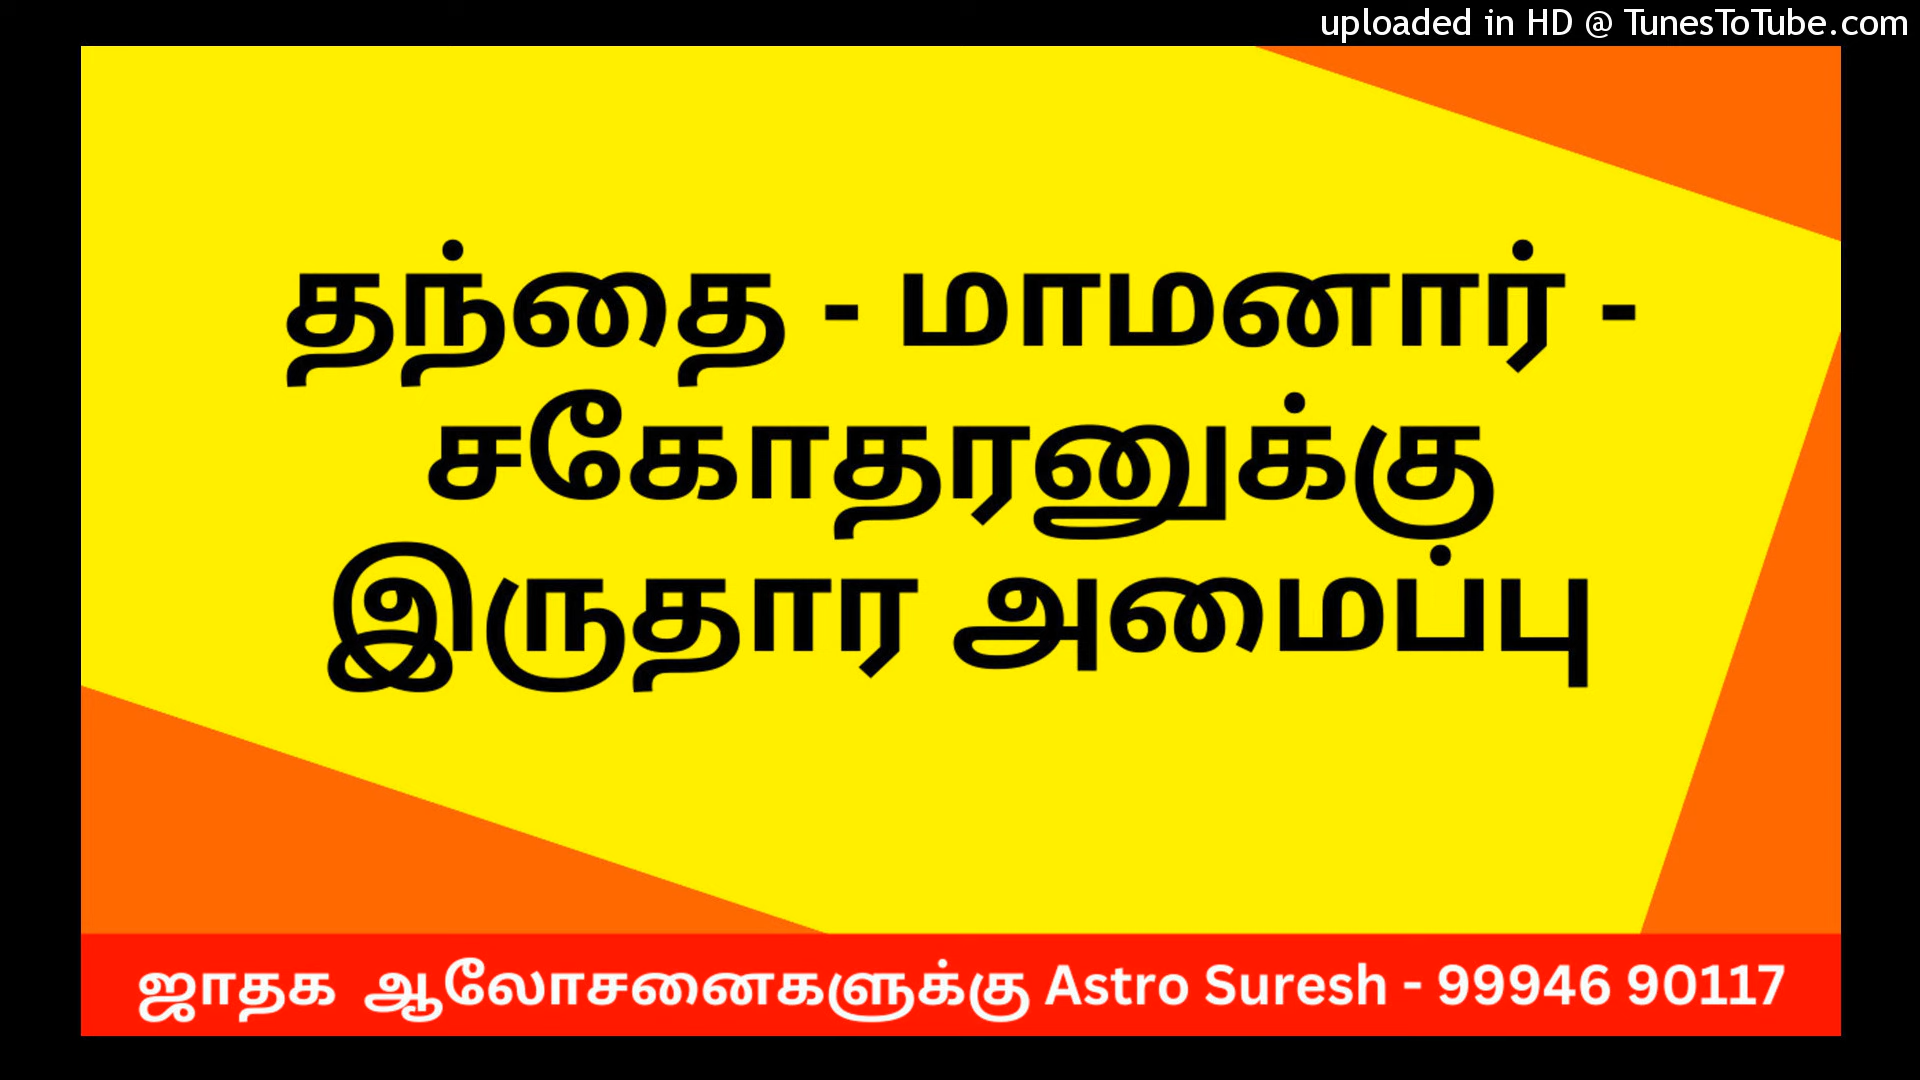 uploaded in HD @ TunesToTube.com
தந்தை - மாமனார் -
சகோதரனுக்கு
இருதார அமைப்பு
ஜாதக ஆலோசனைகளுக்கு Astro Suresh - 99946 90117